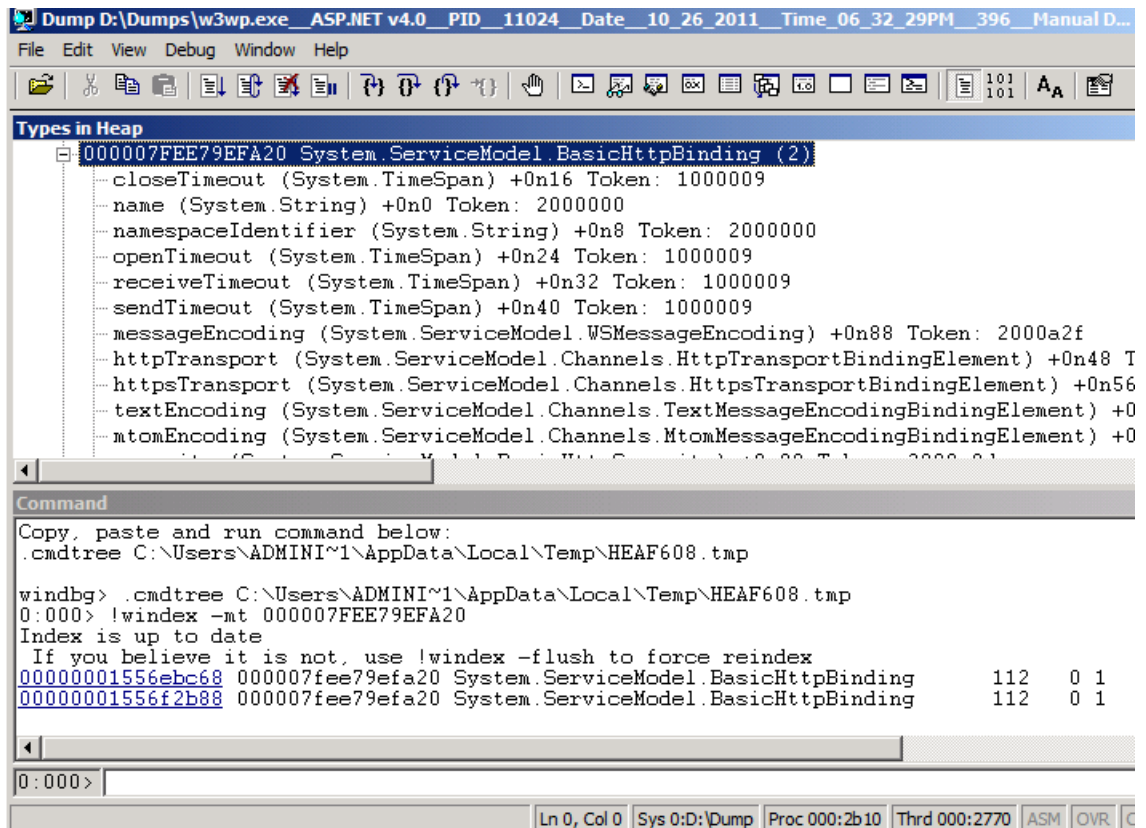 Dump D:\Dumps\w3wp.exe__ASP.NET v4.0__PID__11024__Date__10_26_2011__Time_06_32_29PM__396__Manual D...
File Edit View Debug Window Help
Types in Heap
000007FEE79EFA20 System.ServiceModel.BasicHttpBinding (2)
closeTimeout (System.TimeSpan) +0n16 Token: 1000009
name (System.String) +0n0 Token: 2000000
namespaceIdentifier (System.String) +0n8 Token: 2000000
openTimeout (System.TimeSpan) +0n24 Token: 1000009
receiveTimeout (System.TimeSpan) +0n32 Token: 1000009
sendTimeout (System.TimeSpan) +0n40 Token: 1000009
messageEncoding (System.ServiceModel.WSMessageEncoding) +0n88 Token: 2000a2f
httpTransport (System.ServiceModel.Channels.HttpTransportBindingElement) +0n48 T
httpsTransport (System.ServiceModel.Channels.HttpsTransportBindingElement) +0n56
textEncoding (System.ServiceModel.Channels.TextMessageEncodingBindingElement) +0
mtomEncoding (System.ServiceModel.Channels.MtomMessageEncodingBindingElement) +0
Command
Copy, paste and run command below:
.cmdtree C:\Users\ADMINI~1\AppData\Local\Temp\HEAF608.tmp
windbg> .cmdtree C:\Users\ADMINI~1\AppData\Local\Temp\HEAF608.tmp
0:000> !windex -mt 000007FEE79EFA20
Index is up to date
If you believe it is not, use !windex -flush to force reindex
00000001556ebc68 000007fee79efa20 System.ServiceModel.BasicHttpBinding 112 0 1
00000001556f2b88 000007fee79efa20 System.ServiceModel.BasicHttpBinding 112 0 1
0:000>
Ln 0, Col 0 Sys 0:D:\Dump Proc 000:2b10 Thrd 000:2770 ASM OVR